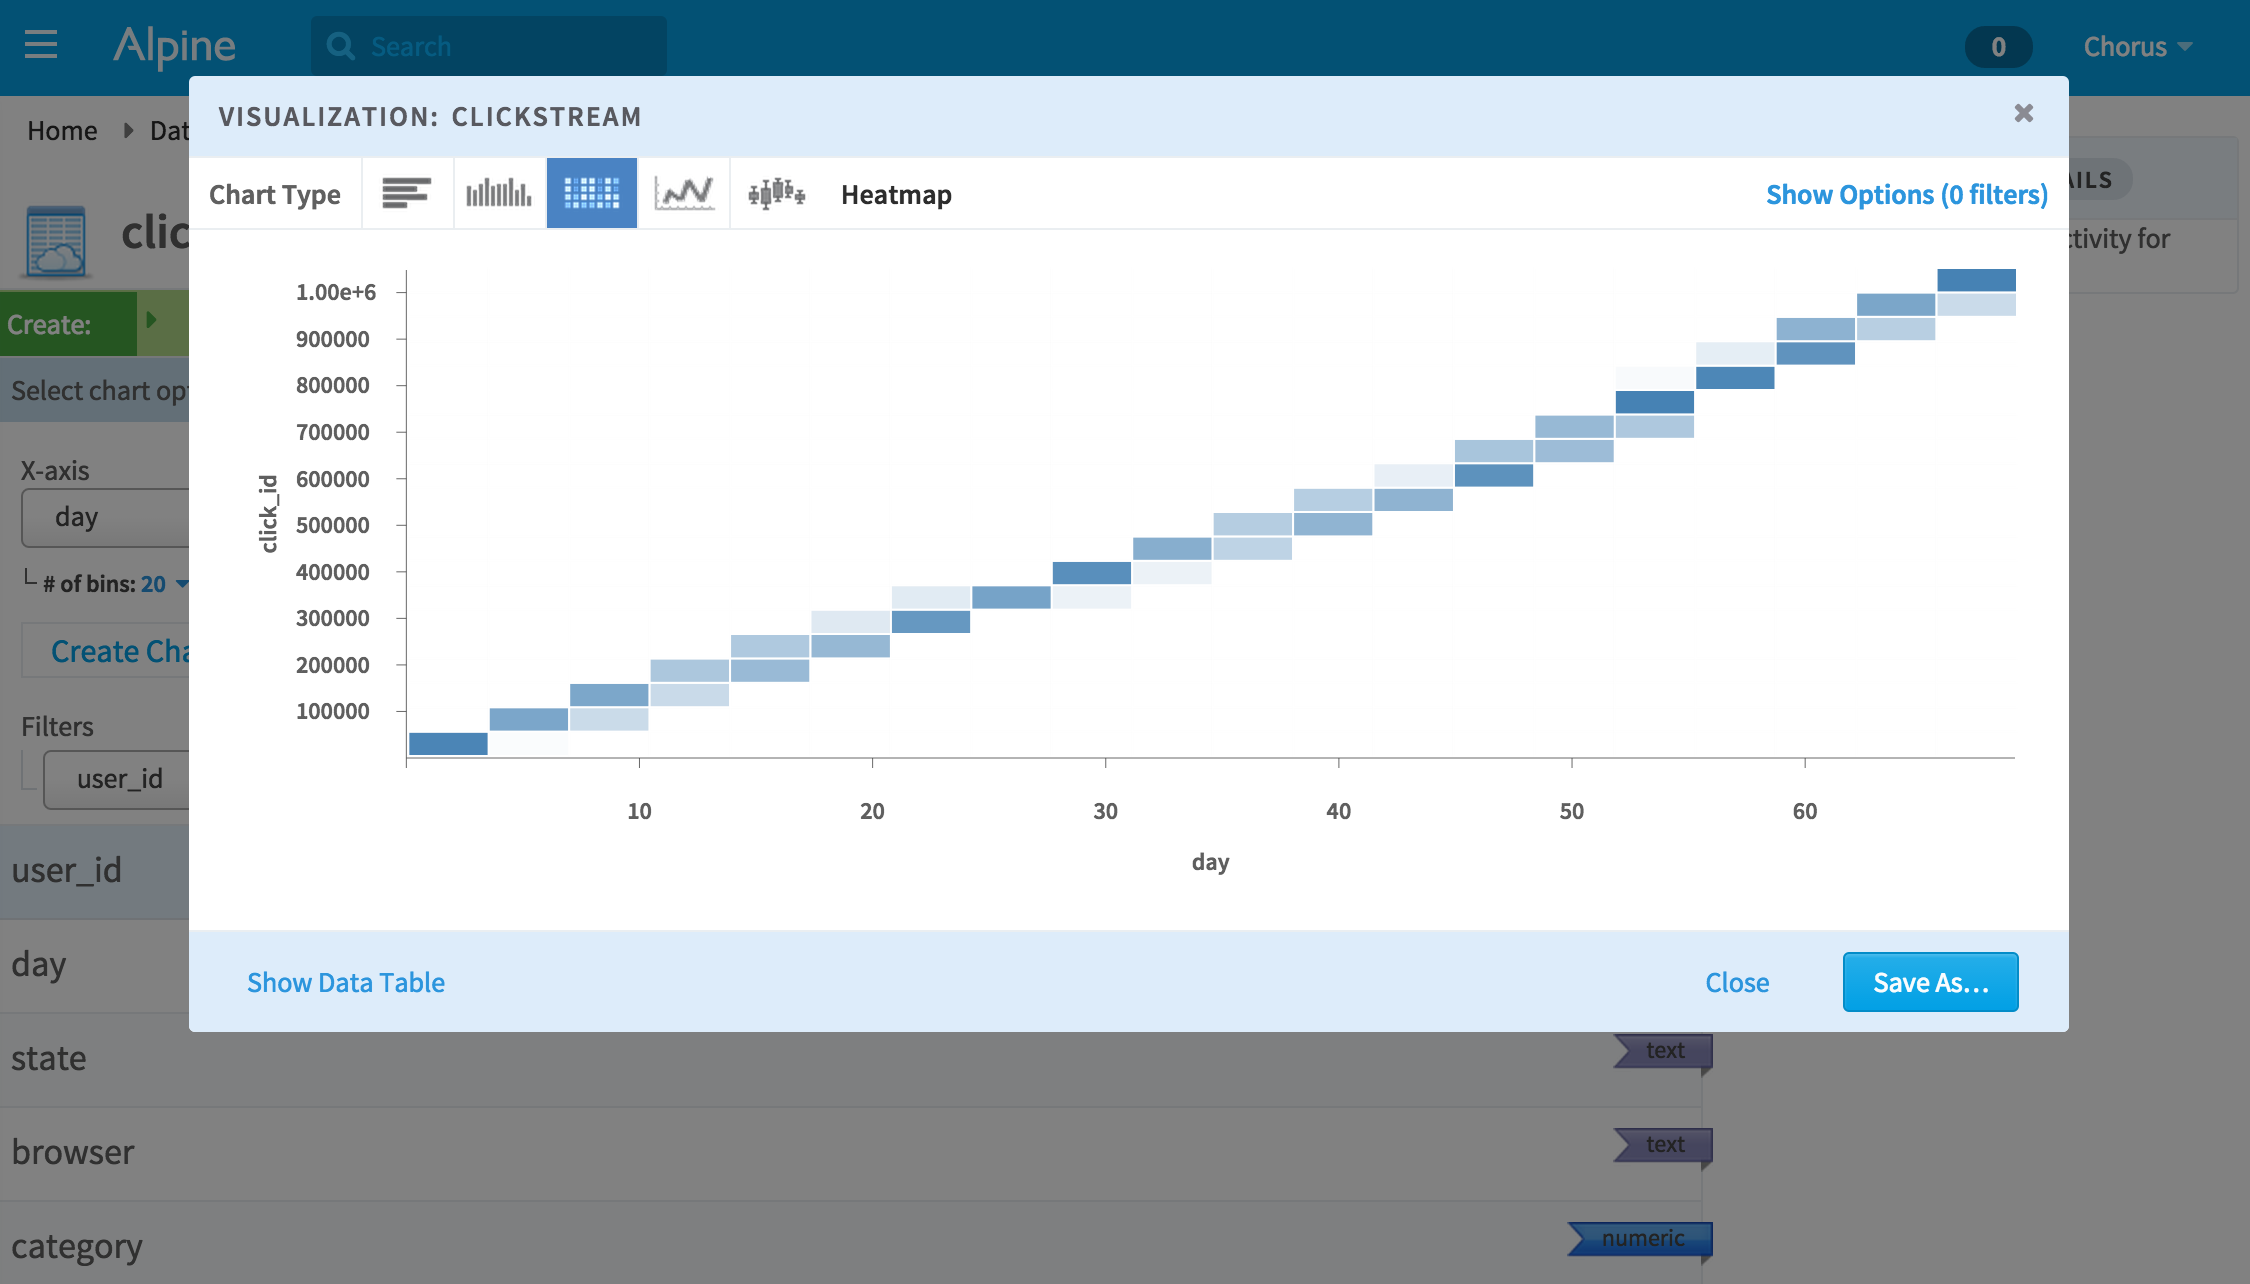 Alpine
Search
0
Chorus
Home
Dat
VISUALIZATION: CLICKSTREAM
AILS
clic
Chart Type
Heatmap
Show Options (0 filters)
ctivity for
Create:
Select chart opt
X-axis
day
# of bins: 20
Create Cha
Filters
user_id
user_id
day
state
browser
category
click_id
1.00e+6
900000
800000
700000
600000
500000
400000
300000
200000
100000
10
20
30
40
50
60
day
Show Data Table
Close
Save As...
text
text
numeric